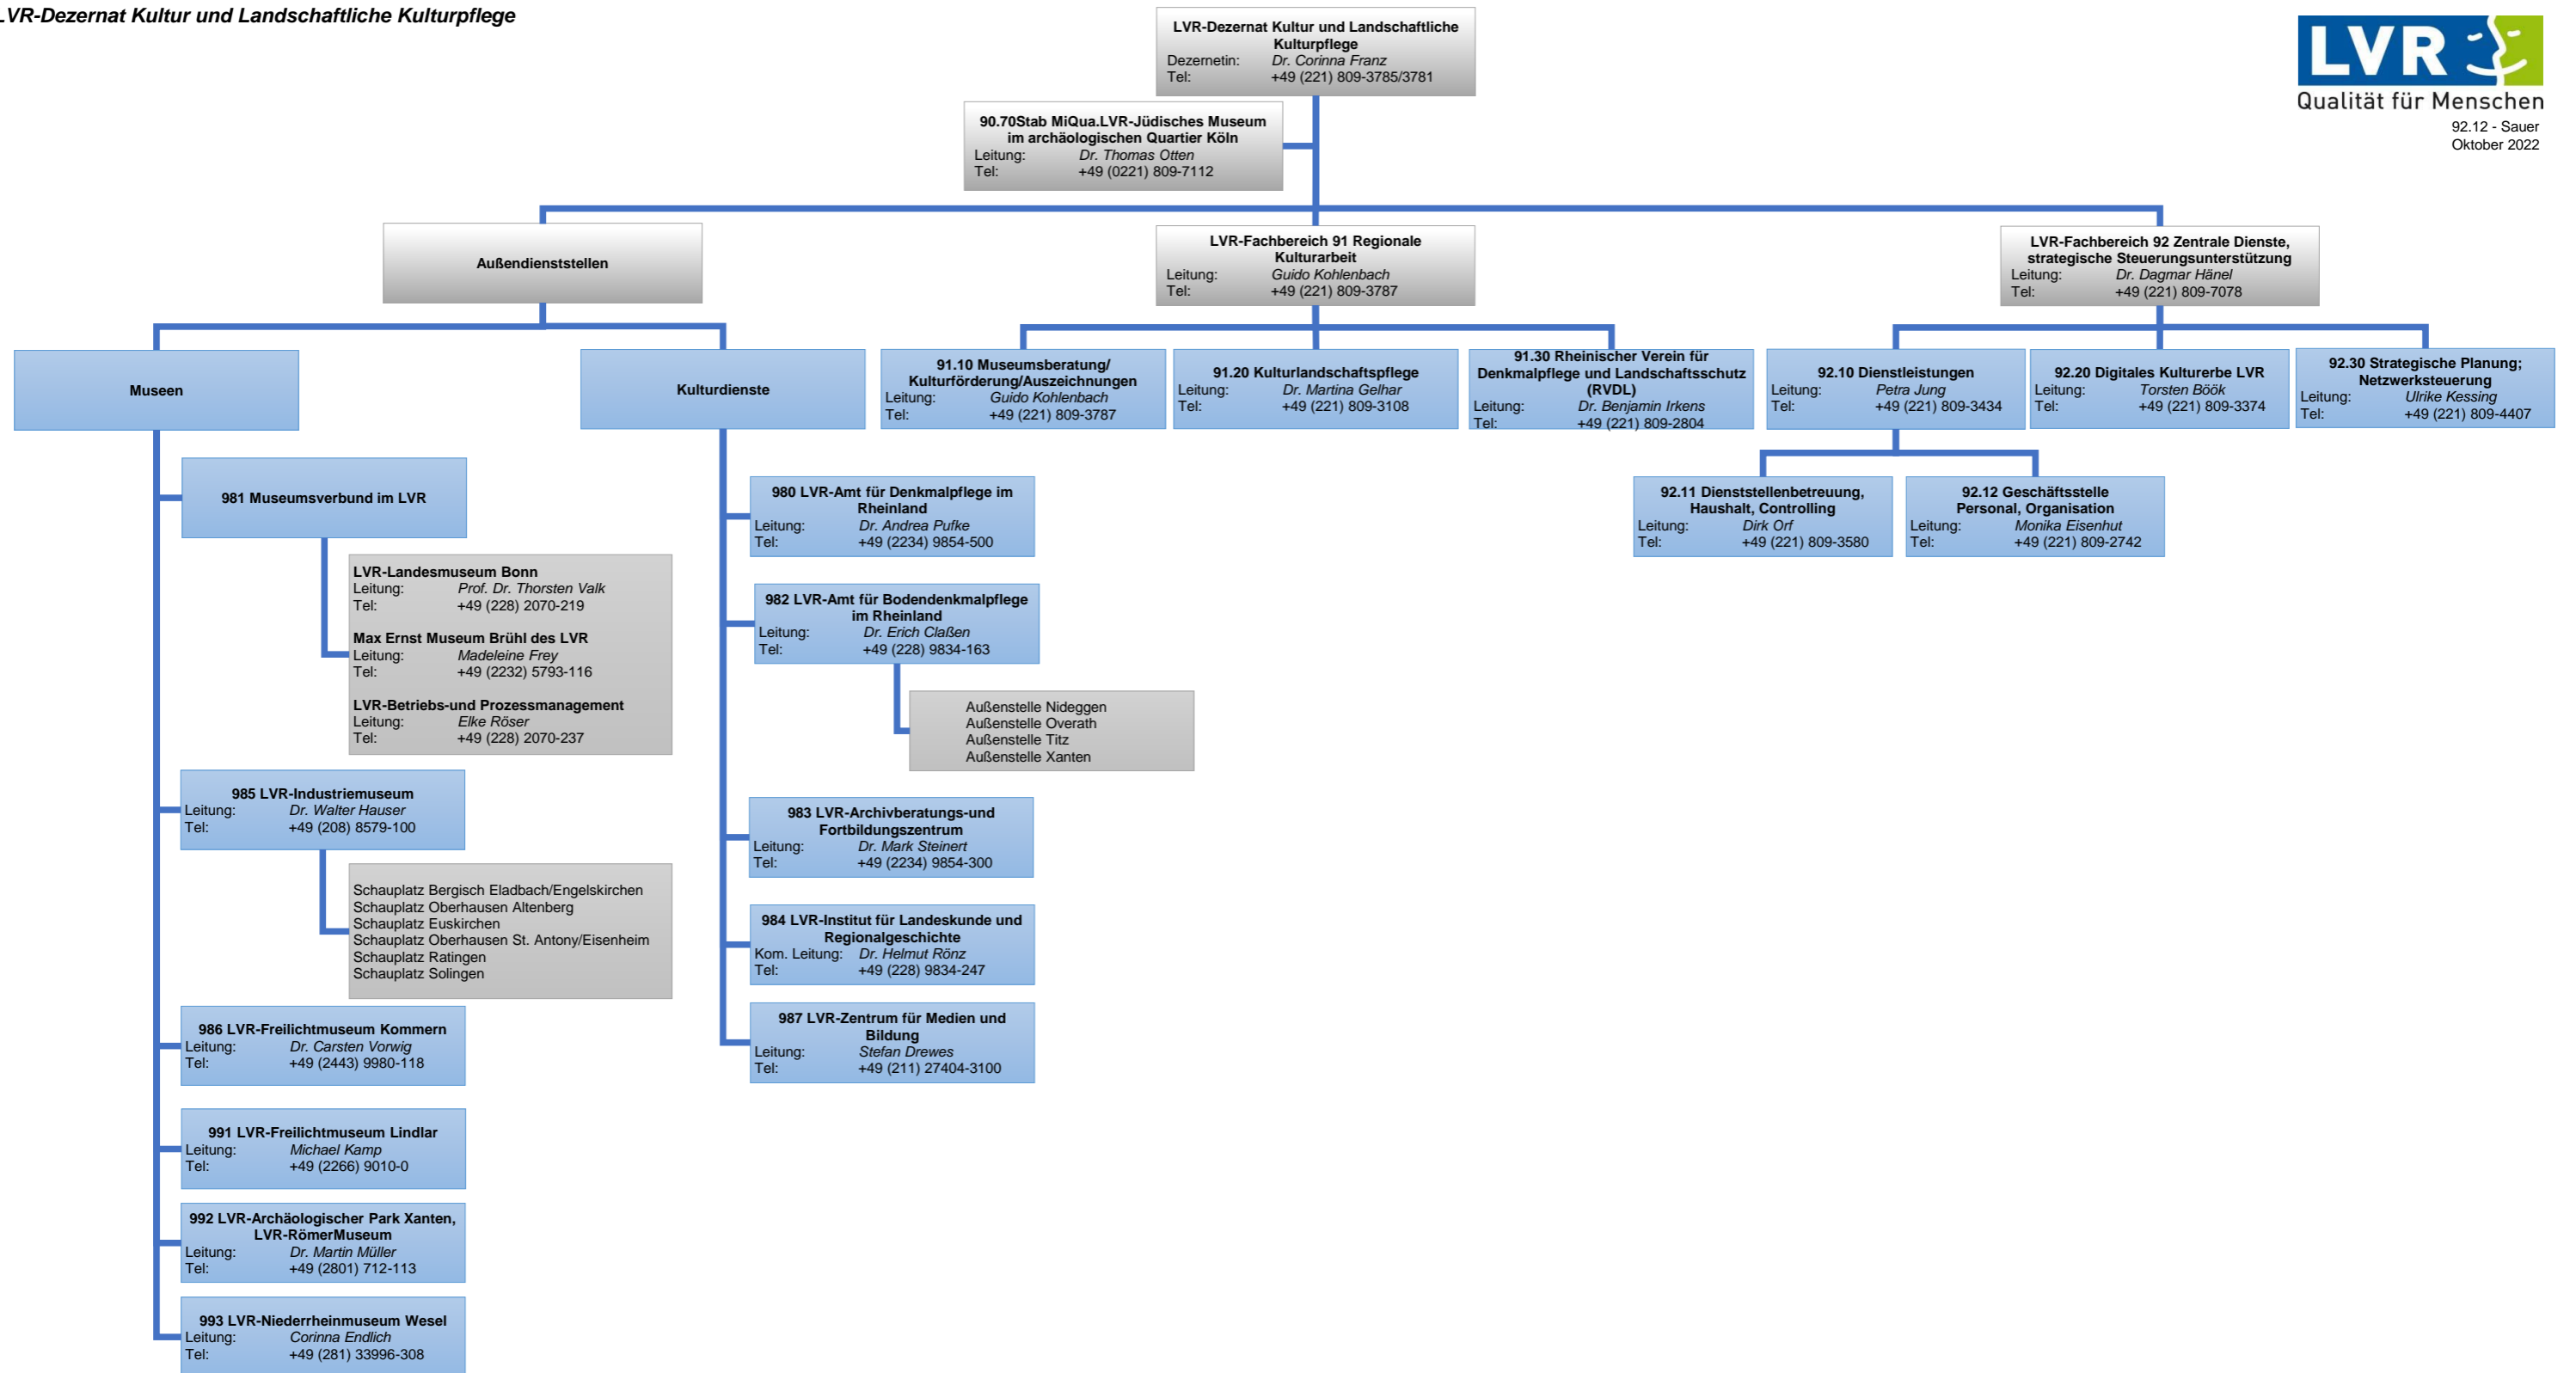 LVR-Dezernat Kultur und Landschaftliche Kulturpflege
LVR
Qualität für Menschen
92.12 - Sauer
Oktober 2022
LVR-Dezernat Kultur und Landschaftliche
Kulturpflege
Dezernetin: Dr. Corinna Franz
Tel: +49 (221) 809-3785/3781
90.70Stab MiQua.LVR-Jüdisches Museum
im archäologischen Quartier Köln
Leitung: Dr. Thomas Otten
Tel: +49 (0221) 809-7112
Außendienststellen
LVR-Fachbereich 91 Regionale
Kulturarbeit
Leitung: Guido Kohlenbach
Tel: +49 (221) 809-3787
LVR-Fachbereich 92 Zentrale Dienste,
strategische Steuerungsunterstützung
Leitung: Dr. Dagmar Hänel
Tel: +49 (221) 809-7078
Museen
Kulturdienste
91.10 Museumsberatung/
Kulturförderung/Auszeichnungen
Leitung: Guido Kohlenbach
Tel: +49 (221) 809-3787
91.20 Kulturlandschaftspflege
Leitung: Dr. Martina Gelhar
Tel: +49 (221) 809-3108
91.30 Rheinischer Verein für
Denkmalpflege und Landschaftsschutz
(RVDL)
Leitung: Dr. Benjamin Irkens
Tel: +49 (221) 809-2804
92.10 Dienstleistungen
Leitung: Petra Jung
Tel: +49 (221) 809-3434
92.20 Digitales Kulturerbe LVR
Leitung: Torsten Böök
Tel: +49 (221) 809-3374
92.30 Strategische Planung;
Netzwerksteuerung
Leitung: Ulrike Kessing
Tel: +49 (221) 809-4407
92.11 Dienststellenbetreuung,
Haushalt, Controlling
Leitung: Dirk Orf
Tel: +49 (221) 809-3580
92.12 Geschäftsstelle
Personal, Organisation
Leitung: Monika Eisenhut
Tel: +49 (221) 809-2742
981 Museumsverbund im LVR
LVR-Landesmuseum Bonn
Leitung: Prof. Dr. Thorsten Valk
Tel: +49 (228) 2070-219
Max Ernst Museum Brühl des LVR
Leitung: Madeleine Frey
Tel: +49 (2232) 5793-116
LVR-Betriebs-und Prozessmanagement
Leitung: Elke Röser
Tel: +49 (228) 2070-237
985 LVR-Industriemuseum
Leitung: Dr. Walter Hauser
Tel: +49 (208) 8579-100
Schauplatz Bergisch Eladbach/Engelskirchen
Schauplatz Oberhausen Altenberg
Schauplatz Euskirchen
Schauplatz Oberhausen St. Antony/Eisenheim
Schauplatz Ratingen
Schauplatz Solingen
986 LVR-Freilichtmuseum Kommern
Leitung: Dr. Carsten Vorwig
Tel: +49 (2443) 9980-118
991 LVR-Freilichtmuseum Lindlar
Leitung: Michael Kamp
Tel: +49 (2266) 9010-0
992 LVR-Archäologischer Park Xanten,
LVR-RömerMuseum
Leitung: Dr. Martin Müller
Tel: +49 (2801) 712-113
993 LVR-Niederrheinmuseum Wesel
Leitung: Corinna Endlich
Tel: +49 (281) 33996-308
980 LVR-Amt für Denkmalpflege im
Rheinland
Leitung: Dr. Andrea Pufke
Tel: +49 (2234) 9854-500
982 LVR-Amt für Bodendenkmalpflege
im Rheinland
Leitung: Dr. Erich Claßen
Tel: +49 (228) 9834-163
Außenstelle Nideggen
Außenstelle Overath
Außenstelle Titz
Außenstelle Xanten
983 LVR-Archivberatungs-und
Fortbildungszentrum
Leitung: Dr. Mark Steinert
Tel: +49 (2234) 9854-300
984 LVR-Institut für Landeskunde und
Regionalgeschichte
Kom. Leitung: Dr. Helmut Rönz
Tel: +49 (228) 9834-247
987 LVR-Zentrum für Medien und
Bildung
Leitung: Stefan Drewes
Tel: +49 (211) 27404-3100